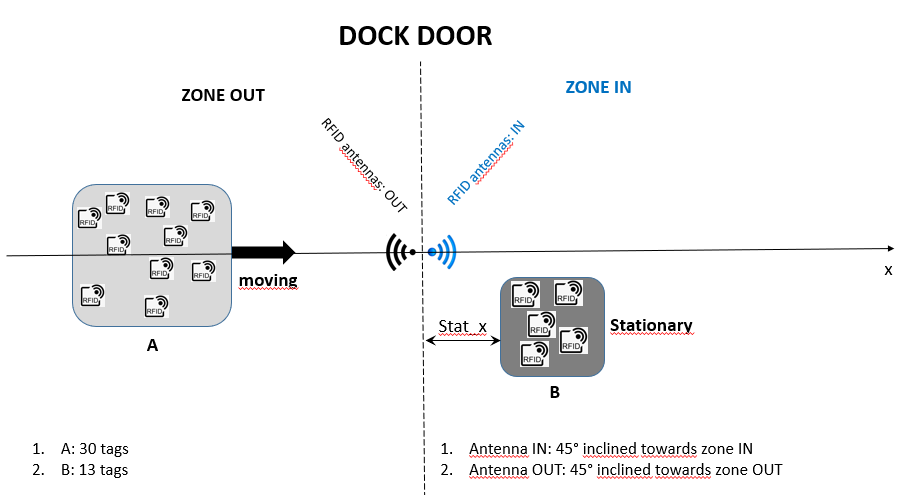 DOCK DOOR
ZONE OUT
ZONE IN
RFID antennas: OUT
RFID antennas: IN
RFID
RFID
RFID
RFID
RFID
RFID
RFID
RFID
RFID
RFID
moving
A
x
RFID
RFID
RFID
RFID
RFID
Stat_x
Stationary
B
1. A: 30 tags
2. B: 13 tags
1. Antenna IN: 45° inclined towards zone IN
2. Antenna OUT: 45° inclined towards zone OUT